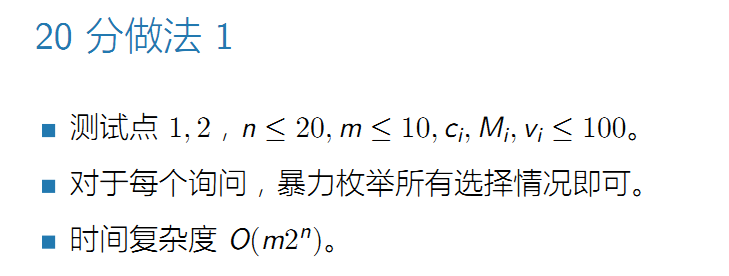 20 分做法 1
测试点 1, 2，n ≤ 20, m ≤ 10, cᵢ, Mᵢ, vᵢ ≤ 100。
对于每个询问，暴力枚举所有选择情况即可。
时间复杂度 O(m2ⁿ)。